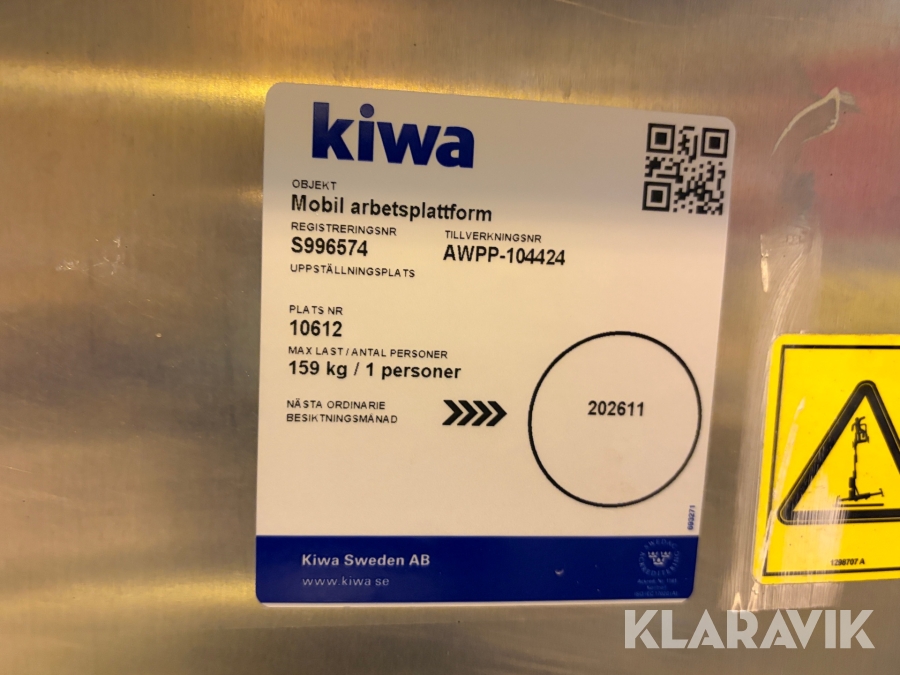 kiwa
OBJEKT
Mobil arbetsplattform
REGISTRERINGSNR TILLVERKNINGSNR
S996574 AWPP-104424
UPPSTÄLLNINGSPLATS
PLATS NR
10612
MAX LAST / ANTAL PERSONER
159 kg / 1 personer
NÄSTA ORDINARIE
BESIKTNINGSMÅNAD
202611
Kiwa Sweden AB
www.kiwa.se
1298707 A
KLARAVIK